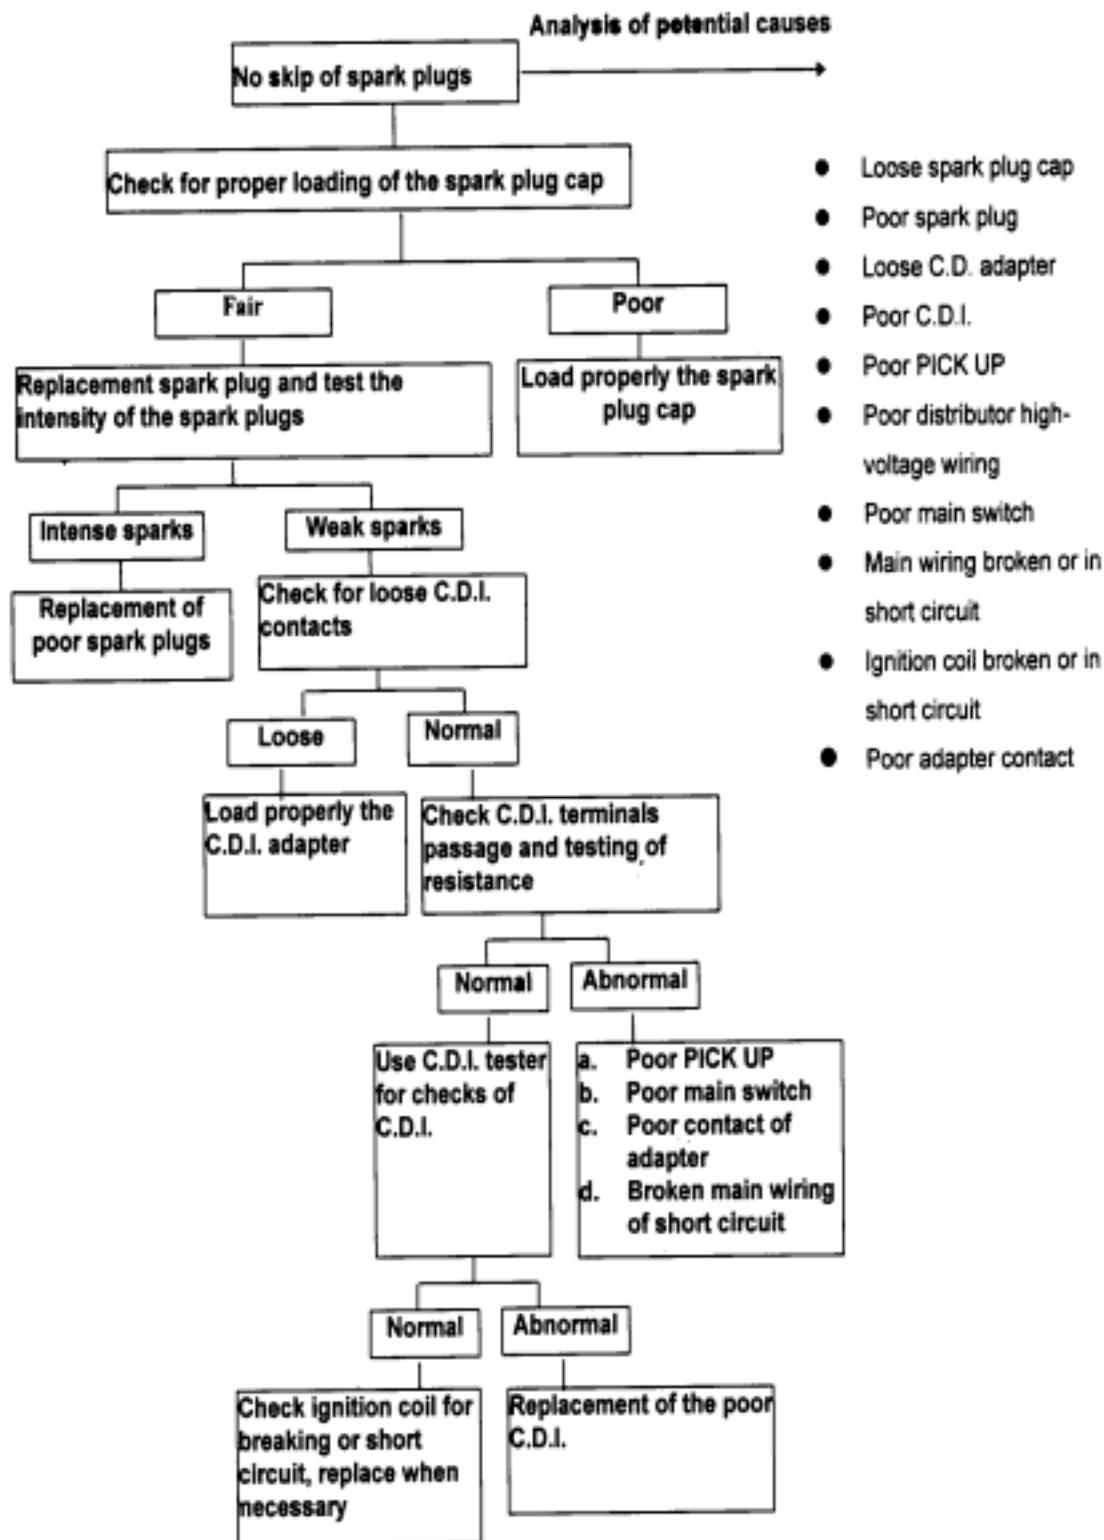 Analysis of potential causes
No skip of spark plugs
Check for proper loading of the spark plug cap
Fair
Poor
Replacement spark plug and test the
intensity of the spark plugs
Load properly the spark
plug cap
Intense sparks
Weak sparks
Replacement of
poor spark plugs
Check for loose C.D.I.
contacts
Loose
Normal
Load properly the
C.D.I. adapter
Check C.D.I. terminals
passage and testing of
resistance
Normal
Abnormal
Use C.D.I. tester
for checks of
C.D.I.
a. Poor PICK UP
b. Poor main switch
c. Poor contact of
adapter
d. Broken main wiring
of short circuit
Normal
Abnormal
Check ignition coil for
breaking or short
circuit, replace when
necessary
Replacement of the poor
C.D.I.
● Loose spark plug cap
● Poor spark plug
● Loose C.D. adapter
● Poor C.D.I.
● Poor PICK UP
● Poor distributor high-
voltage wiring
● Poor main switch
● Main wiring broken or in
short circuit
● Ignition coil broken or in
short circuit
● Poor adapter contact